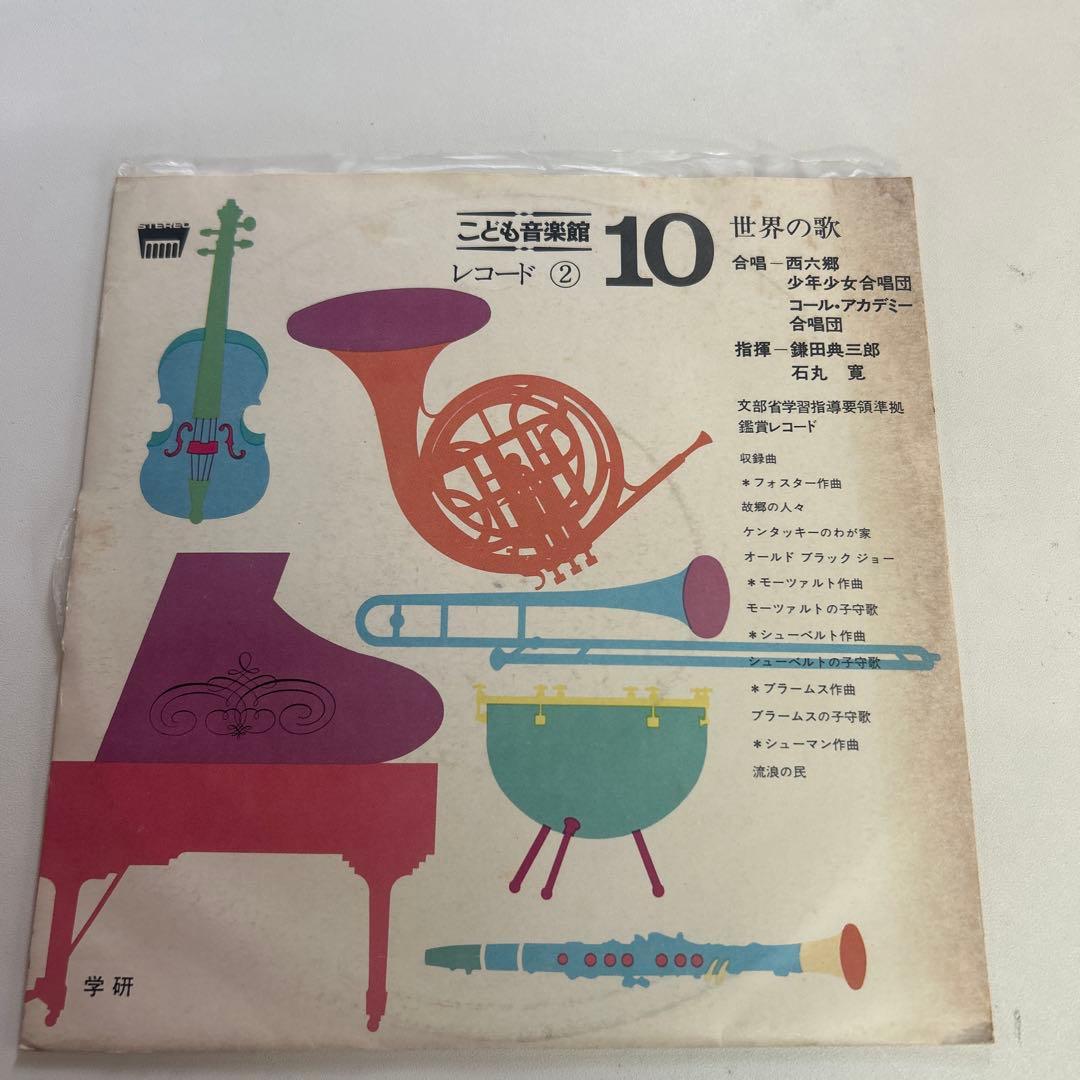 STEREO
こども音楽館
レコード ②
10
世界の歌
合唱－西六郷
少年少女合唱団
コール・アカデミー
合唱団
指揮－鎌田典三郎
石丸 寛
文部省学習指導要領準拠
鑑賞レコード
収録曲
*フォスター作曲
故郷の人々
ケンタッキーのわが家
オールド ブラック ジョー
*モーツァルト作曲
モーツァルトの子守歌
*シューベルト作曲
シューベルトの子守歌
*ブラームス作曲
ブラームスの子守歌
*シューマン作曲
流浪の民
学研